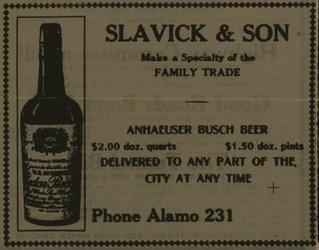 SLAVICK & SON
Make a Specialty of the
FAMILY TRADE
ANHAEUSER BUSCH BEER
$2.00 doz. quarts $1.50 doz. pints
DELIVERED TO ANY PART OF THE
CITY AT ANY TIME
Phone Alamo 231